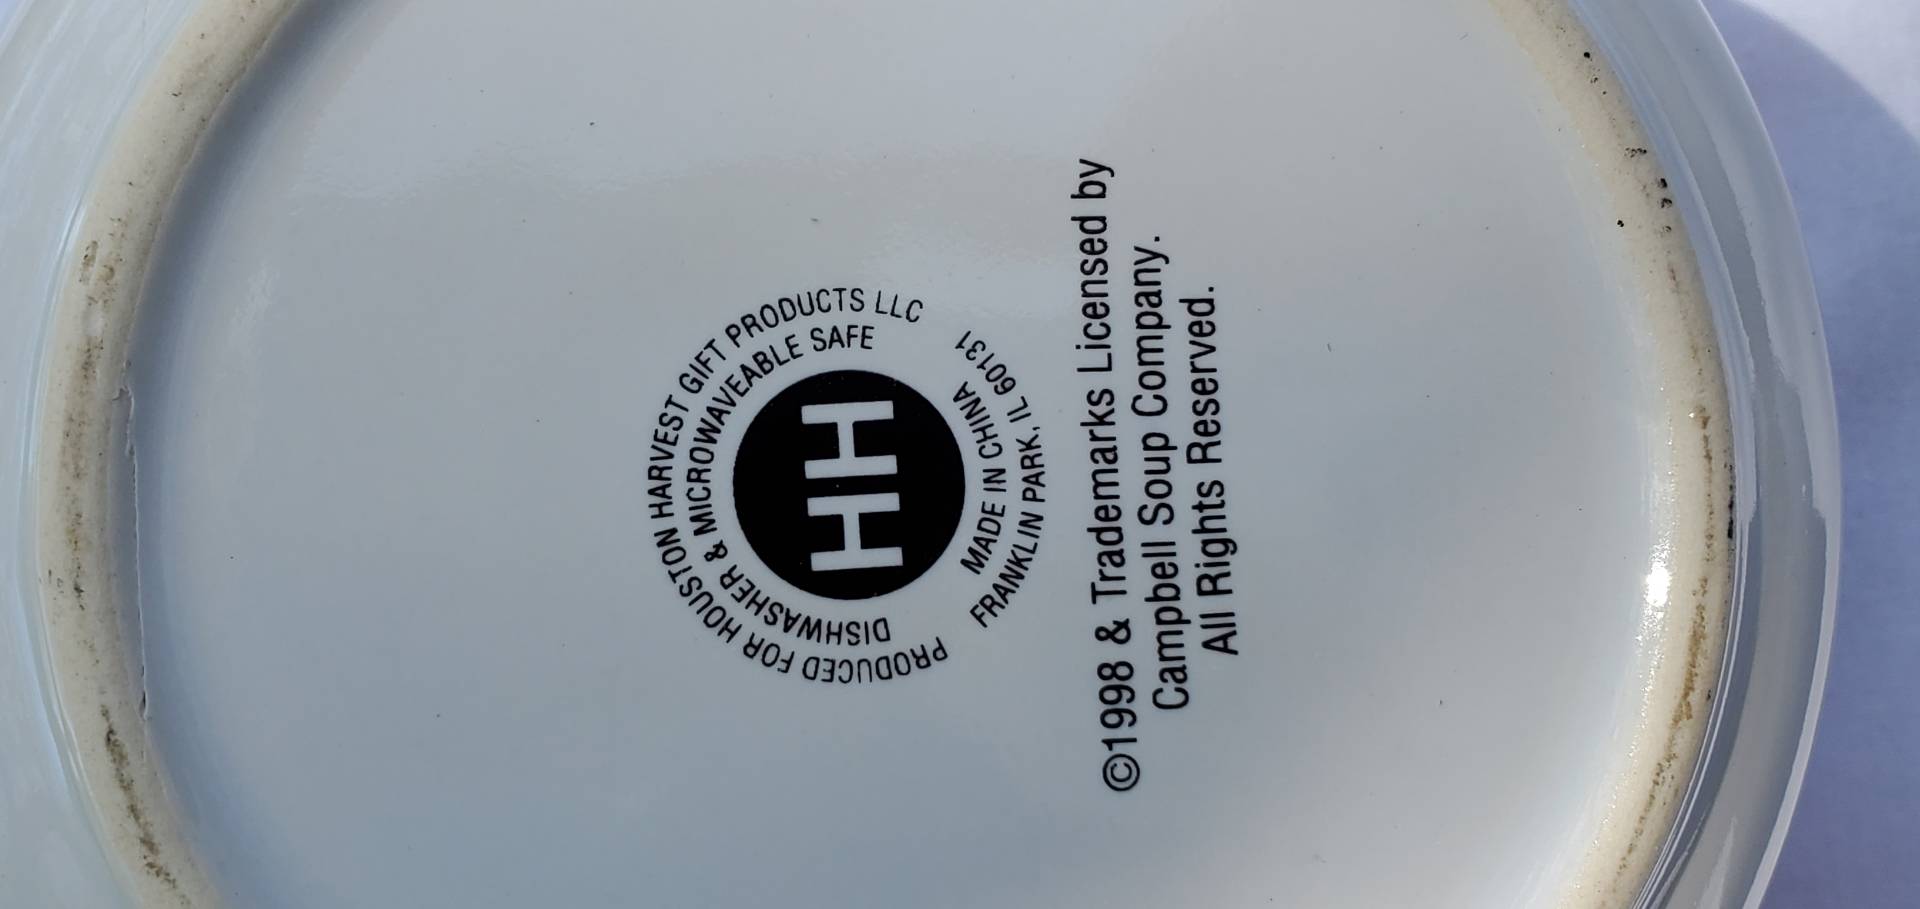 PRODUCED FOR HOUSTON HARVEST GIFT PRODUCTS LLC
DISHWASHER & MICROWAVEABLE SAFE
HH
MADE IN CHINA
FRANKLIN PARK, IL 60131
©1998 & Trademarks Licensed by
Campbell Soup Company.
All Rights Reserved.